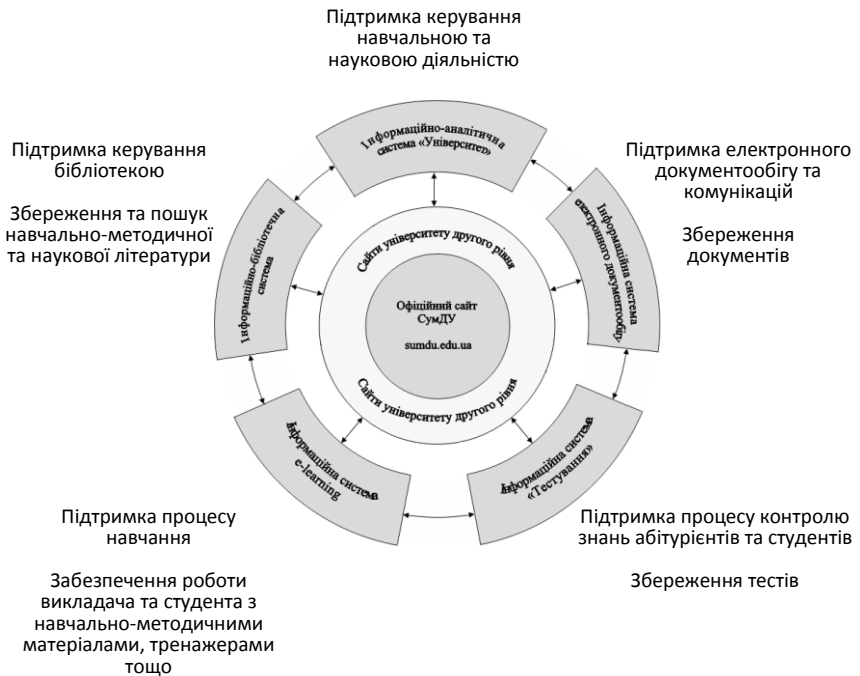 Підтримка керування
навчальною та
науковою діяльністю
Інформаційно-аналітична
система «Університет»
Підтримка керування
бібліотекою
Збереження та пошук
навчально-методичної
та наукової літератури
Підтримка електронного
документообігу та
комунікацій
Збереження
документів
Інформаційно-бібліотечна
система
Інформаційна система
електронного документообігу
Сайти університету другого рівня
Офіційний сайт
СумДУ
sumdu.edu.ua
Сайти університету другого рівня
Інформаційна система
e-learning
Інформаційна система
«Тестування»
Підтримка процесу
навчання
Забезпечення роботи
викладача та студента з
навчально-методичними
матеріалами, тренажерами
тощо
Підтримка процесу контролю
знань абітурієнтів та студентів
Збереження тестів